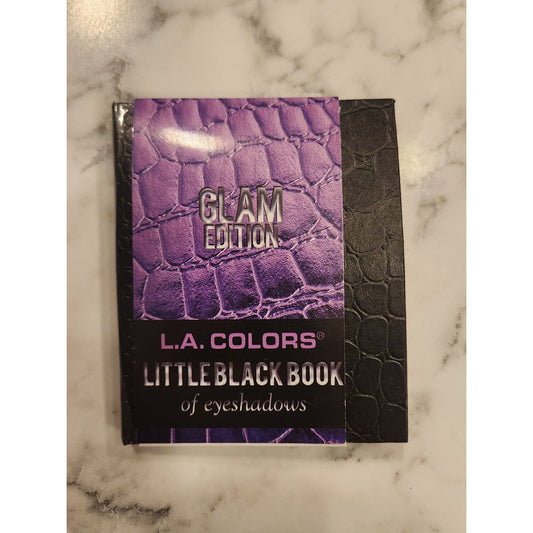 GLAM
EDITION
L.A. COLORS®
LITTLE BLACK BOOK
of eyeshadows